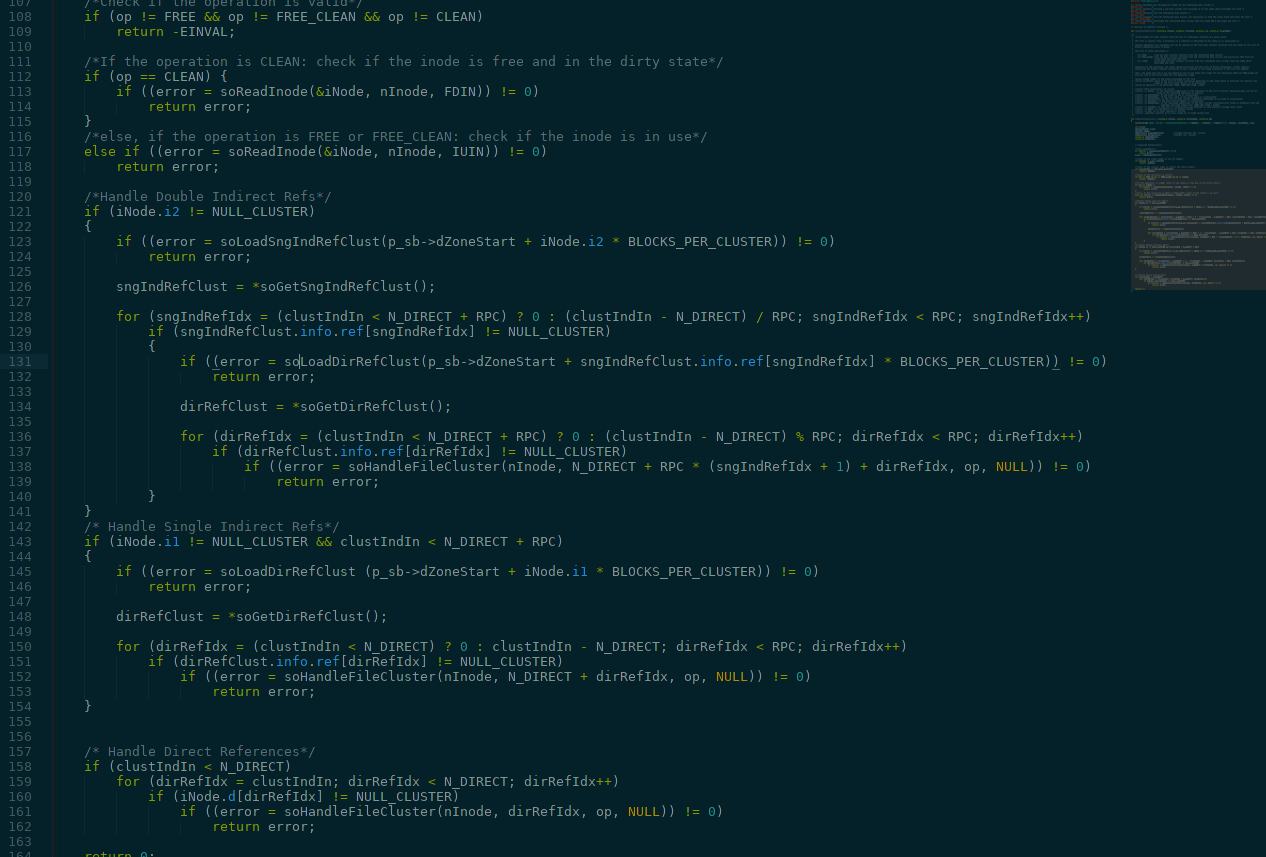 107     /*Check if the operation is valid*/
108     if (op != FREE && op != FREE_CLEAN && op != CLEAN)
109         return -EINVAL;
110
111     /*If the operation is CLEAN: check if the inode is free and in the dirty state*/
112     if (op == CLEAN) {
113         if ((error = soReadInode(&iNode, nInode, FDIN)) != 0)
114             return error;
115     }
116     /*else, if the operation is FREE or FREE_CLEAN: check if the inode is in use*/
117     else if ((error = soReadInode(&iNode, nInode, IUIN)) != 0)
118         return error;
119
120     /*Handle Double Indirect Refs*/
121     if (iNode.i2 != NULL_CLUSTER)
122     {
123         if ((error = soLoadSngIndRefClust(p_sb->dZoneStart + iNode.i2 * BLOCKS_PER_CLUSTER)) != 0)
124             return error;
125
126         sngIndRefClust = *soGetSngIndRefClust();
127
128         for (sngIndRefIdx = (clustIndIn < N_DIRECT + RPC) ? 0 : (clustIndIn - N_DIRECT) / RPC; sngIndRefIdx < RPC; sngIndRefIdx++)
129             if (sngIndRefClust.info.ref[sngIndRefIdx] != NULL_CLUSTER)
130             {
131                 if ((error = soLoadDirRefClust(p_sb->dZoneStart + sngIndRefClust.info.ref[sngIndRefIdx] * BLOCKS_PER_CLUSTER)) != 0)
132                     return error;
133
134                 dirRefClust = *soGetDirRefClust();
135
136                 for (dirRefIdx = (clustIndIn < N_DIRECT + RPC) ? 0 : (clustIndIn - N_DIRECT) % RPC; dirRefIdx < RPC; dirRefIdx++)
137                     if (dirRefClust.info.ref[dirRefIdx] != NULL_CLUSTER)
138                         if ((error = soHandleFileCluster(nInode, N_DIRECT + RPC * (sngIndRefIdx + 1) + dirRefIdx, op, NULL)) != 0)
139                             return error;
140             }
141     }
142     /* Handle Single Indirect Refs*/
143     if (iNode.i1 != NULL_CLUSTER && clustIndIn < N_DIRECT + RPC)
144     {
145         if ((error = soLoadDirRefClust (p_sb->dZoneStart + iNode.i1 * BLOCKS_PER_CLUSTER)) != 0)
146             return error;
147
148         dirRefClust = *soGetDirRefClust();
149
150         for (dirRefIdx = (clustIndIn < N_DIRECT) ? 0 : clustIndIn - N_DIRECT; dirRefIdx < RPC; dirRefIdx++)
151             if (dirRefClust.info.ref[dirRefIdx] != NULL_CLUSTER)
152                 if ((error = soHandleFileCluster(nInode, N_DIRECT + dirRefIdx, op, NULL)) != 0)
153                     return error;
154     }
155
156
157     /* Handle Direct References*/
158     if (clustIndIn < N_DIRECT)
159         for (dirRefIdx = clustIndIn; dirRefIdx < N_DIRECT; dirRefIdx++)
160             if (iNode.d[dirRefIdx] != NULL_CLUSTER)
161                 if ((error = soHandleFileCluster(nInode, dirRefIdx, op, NULL)) != 0)
162                     return error;
163
164     return 0;